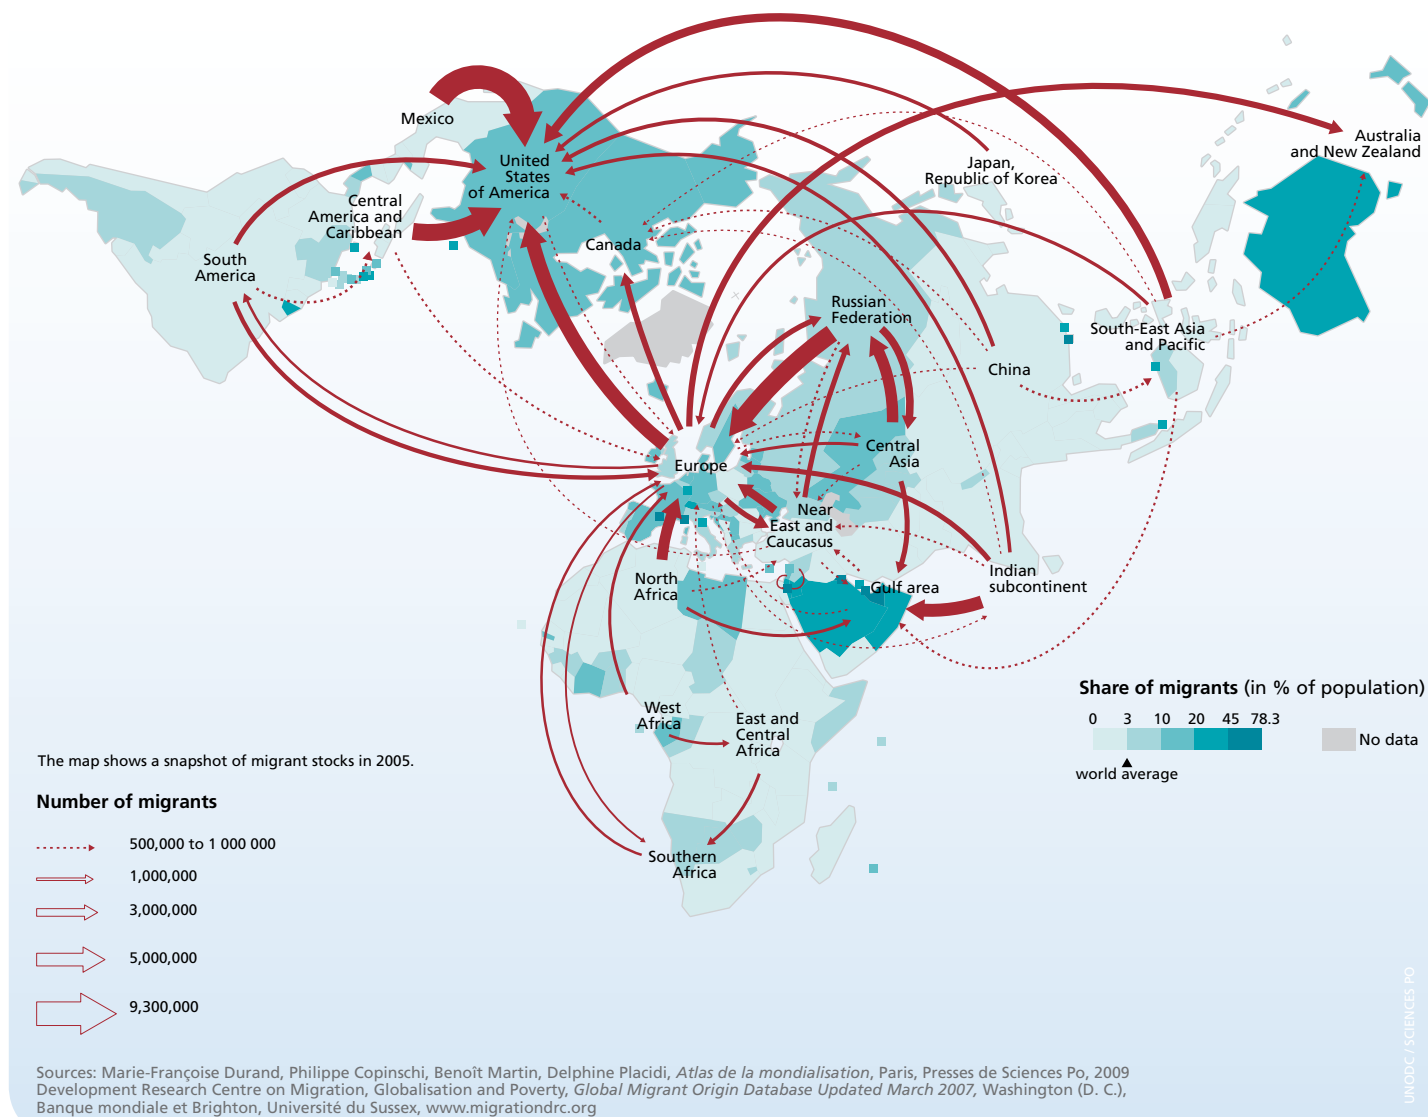 Mexico
United
States
of America
Central
America and
Caribbean
South
America
Canada
Japan,
Republic of Korea
Australia
and New Zealand
Russian
Federation
South-East Asia
and Pacific
China
Central
Asia
Europe
Near
East and
Caucasus
North
Africa
Gulf area
Indian
subcontinent
West
Africa
East and
Central
Africa
Southern
Africa
Share of migrants (in % of population)
0 3 10 20 45 78.3
No data
world average
The map shows a snapshot of migrant stocks in 2005.
Number of migrants
500,000 to 1 000 000
1,000,000
3,000,000
5,000,000
9,300,000
UNODC / SCIENCES PO
Sources: Marie-Françoise Durand, Philippe Copinschi, Benoît Martin, Delphine Placidi, Atlas de la mondialisation, Paris, Presses de Sciences Po, 2009
Development Research Centre on Migration, Globalisation and Poverty, Global Migrant Origin Database Updated March 2007, Washington (D. C.),
Banque mondiale et Brighton, Université du Sussex, www.migrationdrc.org